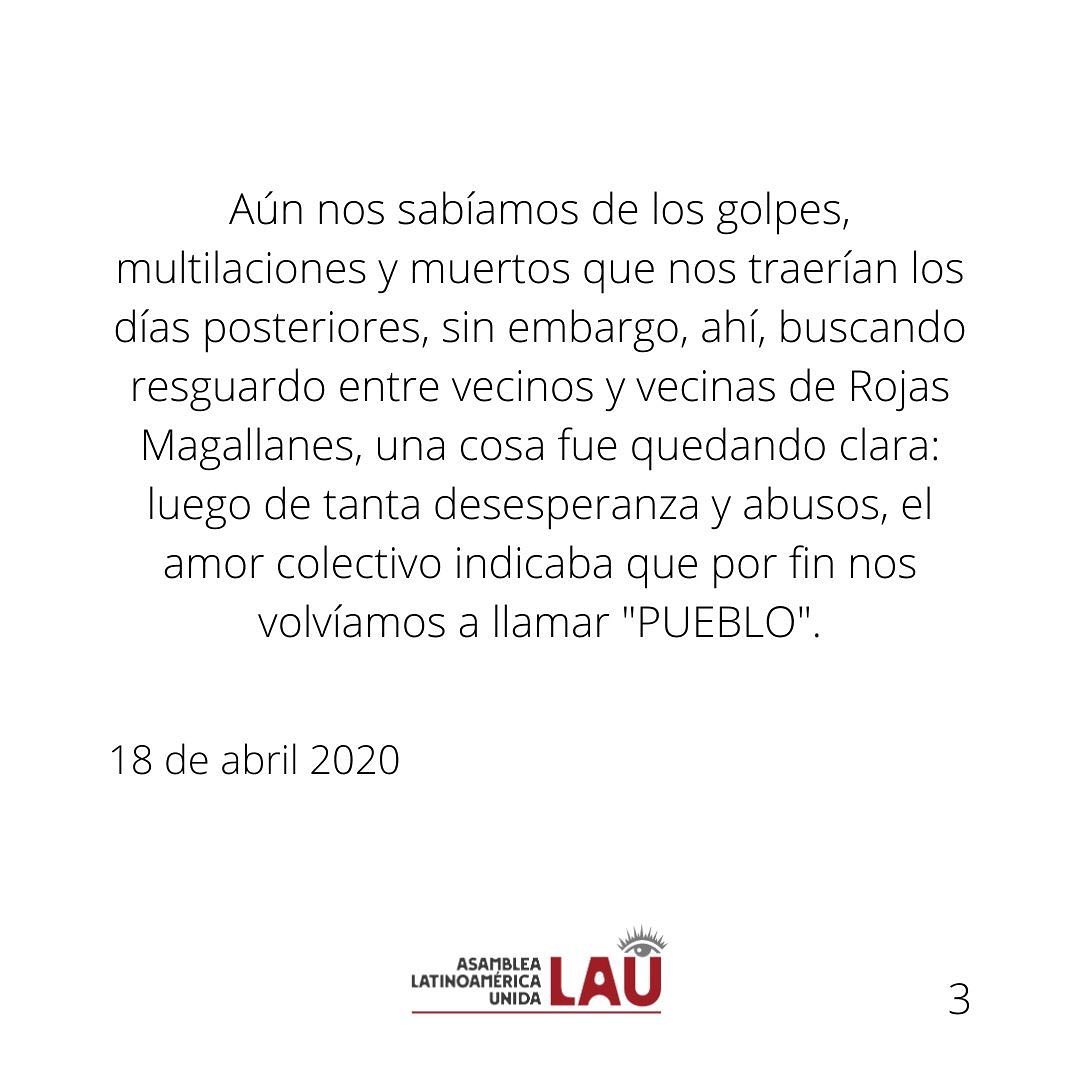 Aún nos sabíamos de los golpes,
multilaciones y muertos que nos traerían los
días posteriores, sin embargo, ahí, buscando
resguardo entre vecinos y vecinas de Rojas
Magallanes, una cosa fue quedando clara:
luego de tanta desesperanza y abusos, el
amor colectivo indicaba que por fin nos
volvíamos a llamar "PUEBLO".
18 de abril 2020
ASAMBLEA
LATINOAMÉRICA
UNIDA
LAU
3